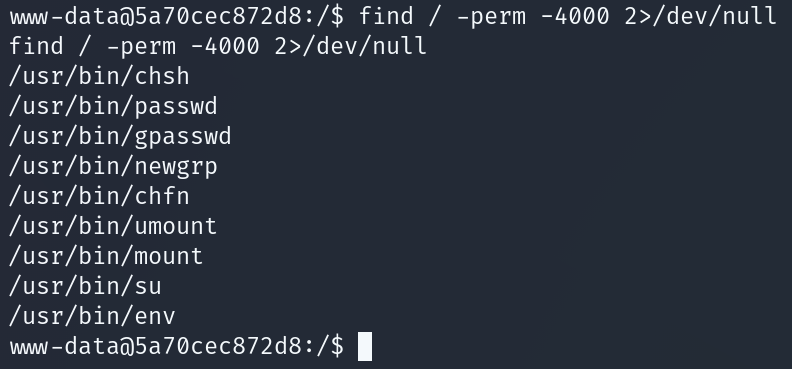 www-data@5a70cec872d8:/$ find / -perm -4000 2>/dev/null
find / -perm -4000 2>/dev/null
/usr/bin/chsh
/usr/bin/passwd
/usr/bin/gpasswd
/usr/bin/newgrp
/usr/bin/chfn
/usr/bin/umount
/usr/bin/mount
/usr/bin/su
/usr/bin/env
www-data@5a70cec872d8:/$